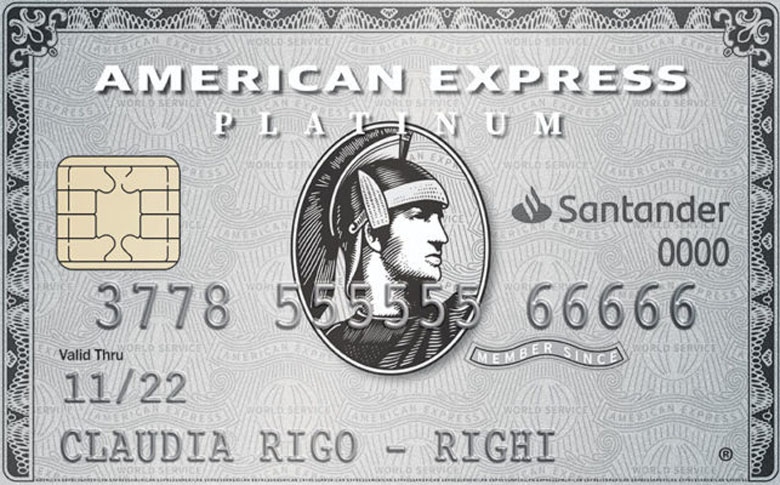 AMERICAN EXPRESS
PLATINUM
Santander
0000
3778 555555 66666
MEMBER SINCE
Valid Thru
11/22
CLAUDIA RIGO - RIGHI
®